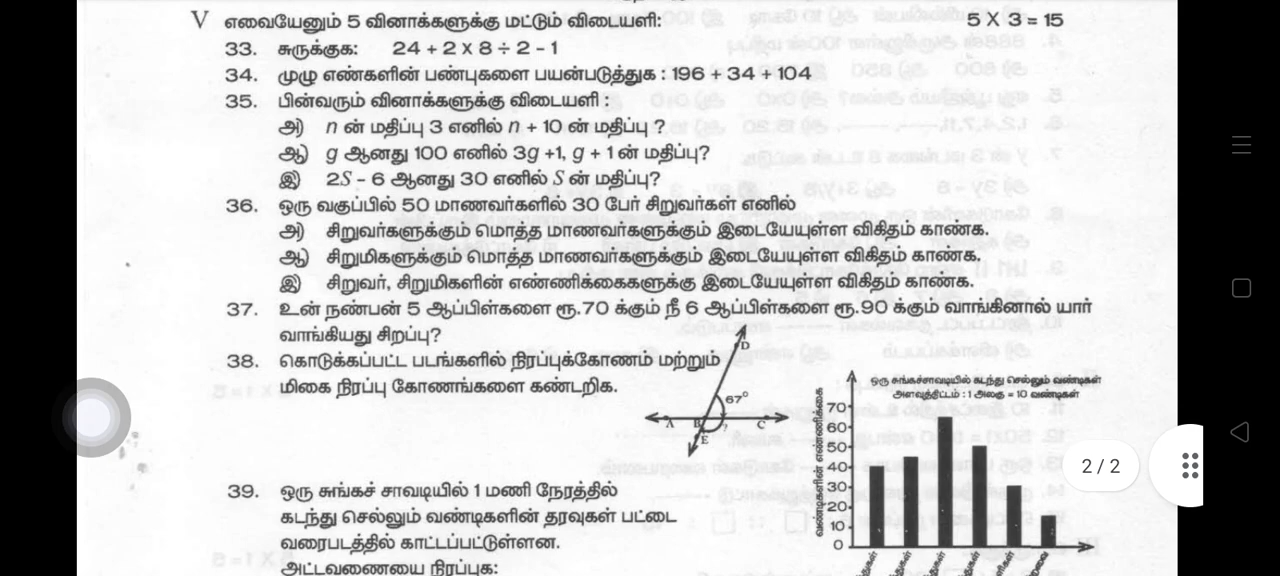 V எவையேனும் 5 வினாக்களுக்கு மட்டும் விடையளி: 5 X 3 = 15
33. சுருக்குக: 24 + 2 x 8 ÷ 2 - 1
34. முழு எண்களின் பண்புகளை பயன்படுத்துக : 196 + 34 + 104
35. பின்வரும் வினாக்களுக்கு விடையளி :
அ) n ன் மதிப்பு 3 எனில் n + 10 ன் மதிப்பு ?
ஆ) g ஆனது 100 எனில் 3g +1, g + 1 ன் மதிப்பு?
இ) 2S – 6 ஆனது 30 எனில் S ன் மதிப்பு?
36. ஒரு வகுப்பில் 50 மாணவர்களில் 30 பேர் சிறுவர்கள் எனில்
அ) சிறுவர்களுக்கும் மொத்த மாணவர்களுக்கும் இடையேயுள்ள விகிதம் காண்க.
ஆ) சிறுமிகளுக்கும் மொத்த மாணவர்களுக்கும் இடையேயுள்ள விகிதம் காண்க.
இ) சிறுவர், சிறுமிகளின் எண்ணிக்கைகளுக்கு இடையேயுள்ள விகிதம் காண்க.
37. உன் நண்பன் 5 ஆப்பிள்களை ரூ.70 க்கும் நீ 6 ஆப்பிள்களை ரூ.90 க்கும் வாங்கினால் யார்
வாங்கியது சிறப்பு?
38. கொடுக்கப்பட்ட படங்களில் நிரப்புக்கோணம் மற்றும்
மிகை நிரப்பு கோணங்களை கண்டறிக.
D
67°
A B C
E ?
ஒரு சுங்கச்சாவடியில் கடந்து செல்லும் வண்டிகள்
அளவுத்திட்டம் : 1 அலகு = 10 வண்டிகள்
வண்டிகளின் எண்ணிக்கை
70
60
50
40
30
20
10
0
2 / 2
39. ஒரு சுங்கச் சாவடியில் 1 மணி நேரத்தில்
கடந்து செல்லும் வண்டிகளின் தரவுகள் பட்டை
வரைபடத்தில் காட்டப்பட்டுள்ளன.
அட்டவணையை நிரப்புக: